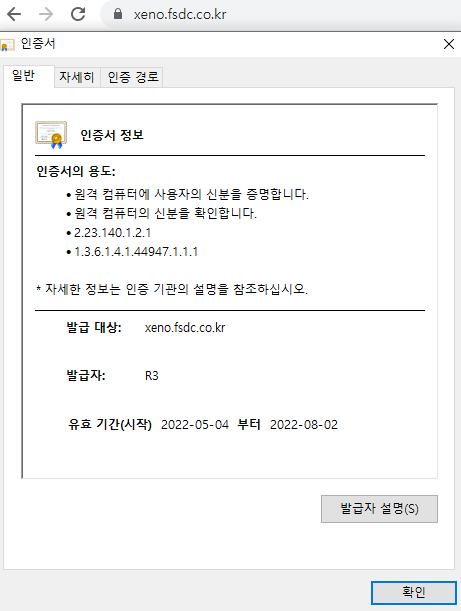 xeno.fsdc.co.kr
인증서
일반 자세히 인증 경로
인증서 정보
인증서의 용도:
• 원격 컴퓨터에 사용자의 신분을 증명합니다.
• 원격 컴퓨터의 신분을 확인합니다.
• 2.23.140.1.2.1
• 1.3.6.1.4.1.44947.1.1.1
* 자세한 정보는 인증 기관의 설명을 참조하십시오.
발급 대상: xeno.fsdc.co.kr
발급자: R3
유효 기간(시작) 2022-05-04 부터 2022-08-02
발급자 설명(S)
확인